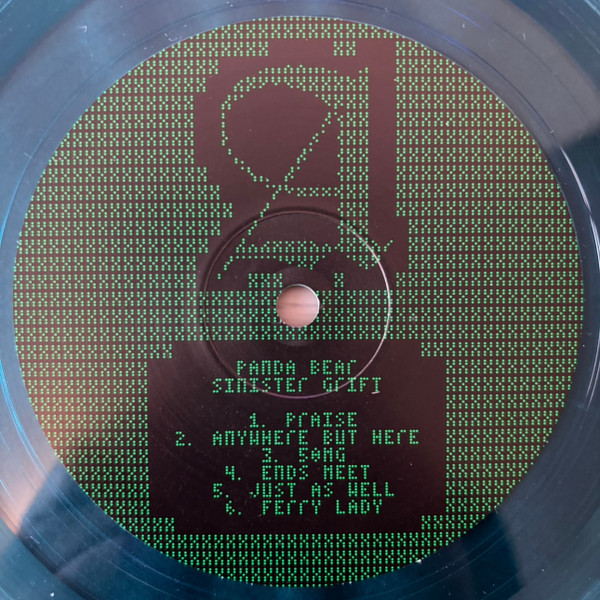 PANDA BEAR
SINISTER GRIFT
1. PRAISE
2. ANYWHERE BUT HERE
3. 50MG
4. ENDS MEET
5. JUST AS WELL
6. FERRY LADY